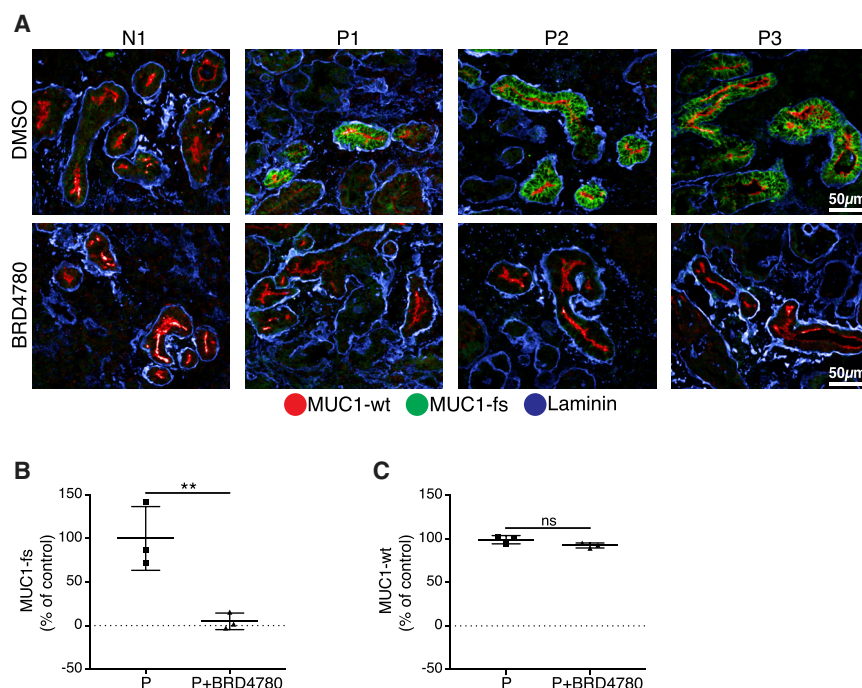 A
N1 P1 P2 P3
DMSO
50µm
BRD4780
50µm
MUC1-wt MUC1-fs Laminin
B
150
100
50
0
-50
MUC1-fs
(% of control)
**
P P+BRD4780
C
150
100
50
0
-50
MUC1-wt
(% of control)
ns
P P+BRD4780